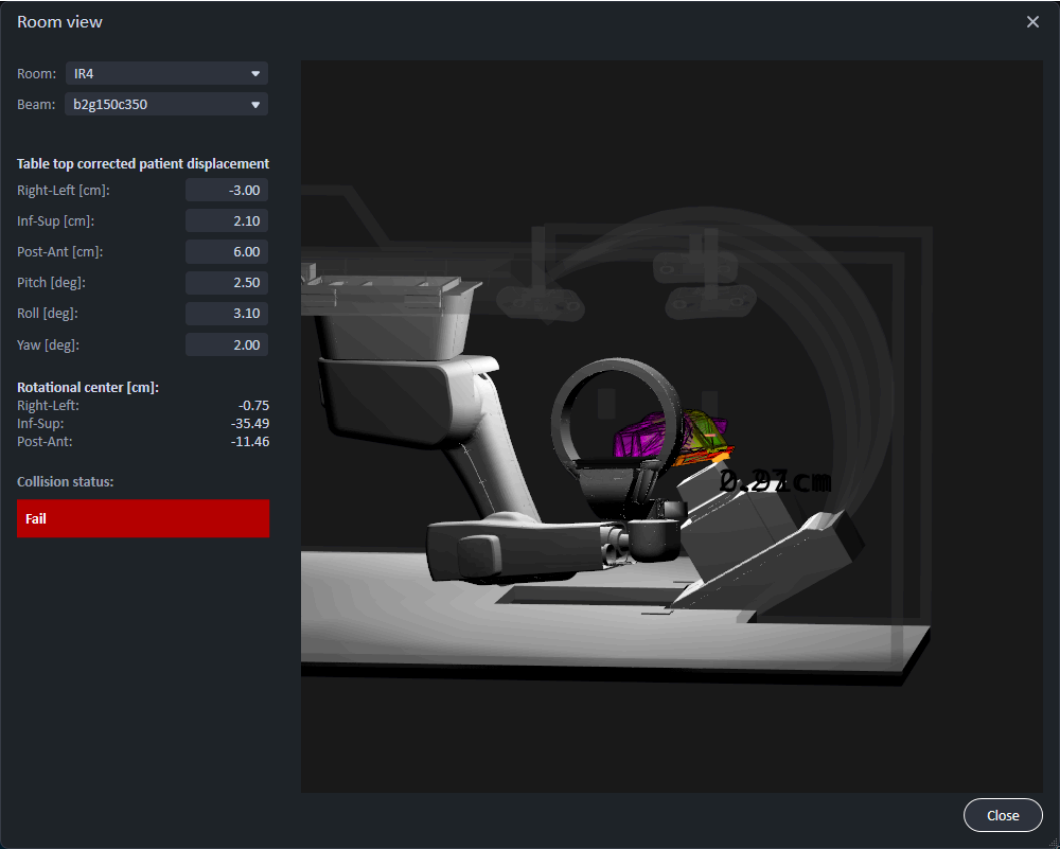 Room view
Room: IR4
Beam: b2g150c350
Table top corrected patient displacement
Right-Left [cm]: -3.00
Inf-Sup [cm]: 2.10
Post-Ant [cm]: 6.00
Pitch [deg]: 2.50
Roll [deg]: 3.10
Yaw [deg]: 2.00
Rotational center [cm]:
Right-Left: -0.75
Inf-Sup: -35.49
Post-Ant: -11.46
Collision status:
Fail
cm
Close